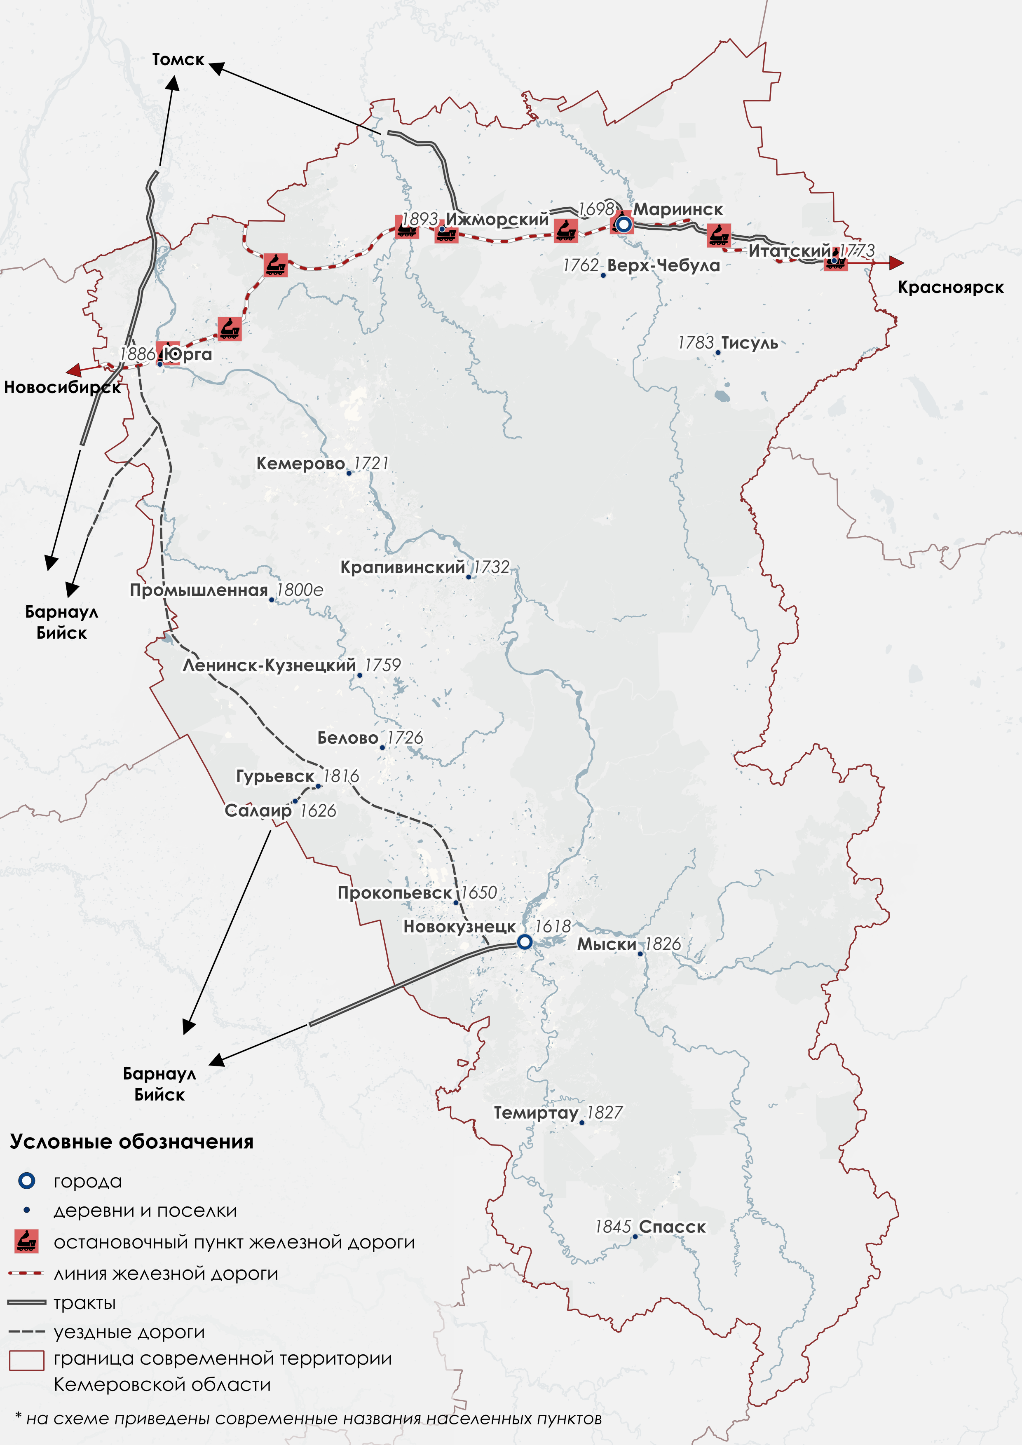 Томск
1893 Ижморский
1698 Мариинск
Итатский 1773
1762 Верх-Чебула
Красноярск
1783 Тисуль
1886 Юрга
Новосибирск
Кемерово 1721
Крапивинский 1732
Промышленная 1800е
Барнаул
Бийск
Ленинск-Кузнецкий 1759
Белово 1726
Гурьевск 1816
Салаир 1626
Прокопьевск 1650
Новокузнецк 1618
Мыски 1826
Барнаул
Бийск
Темиртау 1827
1845 Спасск
Условные обозначения
города
деревни и поселки
остановочный пункт железной дороги
линия железной дороги
тракты
уездные дороги
граница современной территории
Кемеровской области
* на схеме приведены современные названия населенных пунктов